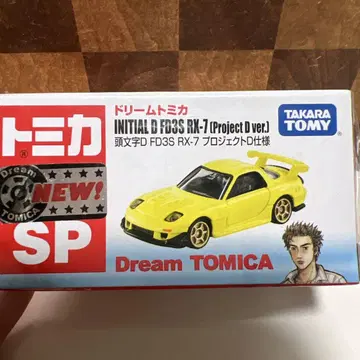 ドリームトミカ
INITIAL D FD3S RX-7 (Project D ver.)
頭文字D FD3S RX-7 プロジェクトD仕様
TAKARA
TOMY
トミカ
Dream
NEW!
TOMICA
SP
Dream TOMICA